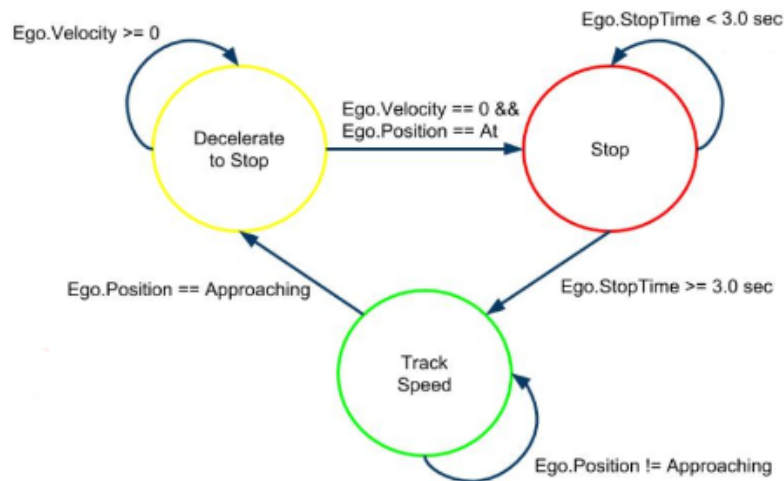 Ego.Velocity >= 0
Ego.StopTime < 3.0 sec
Decelerate
to Stop
Ego.Velocity == 0 &&
Ego.Position == At
Stop
Ego.Position == Approaching
Ego.StopTime >= 3.0 sec
Track
Speed
Ego.Position != Approaching